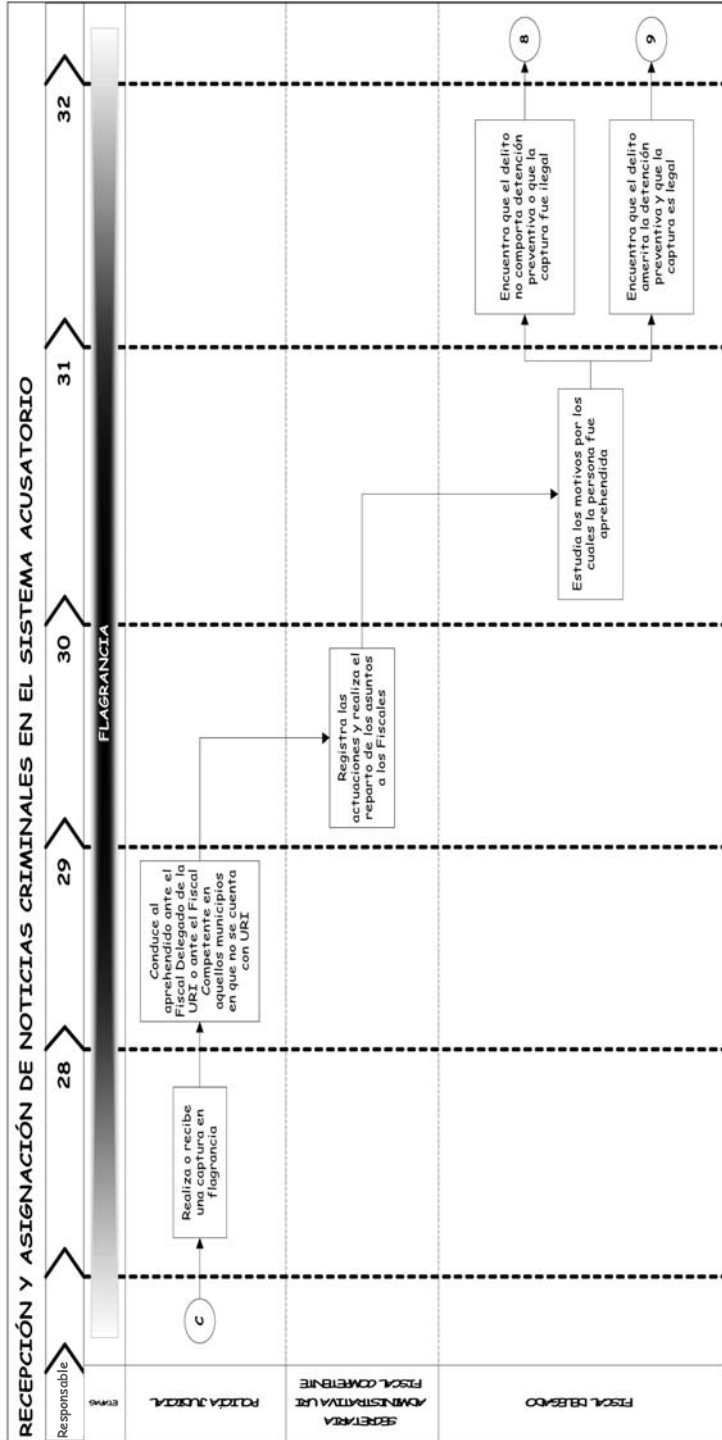 RECEPCIÓN Y ASIGNACIÓN DE NOTICIAS CRIMINALES EN EL SISTEMA ACUSATORIO
Responsable
28
29
30
31
32
ETAPAS
FLAGRANCIA
POLICÍA JUDICIAL
C
Realiza o recibe
una captura en
flagrancia
Conduce al
aprehendido ante el
Fiscal Delegado de la
URI o ante el Fiscal
Competente en
aquellos municipios
en que no se cuenta
con URI
SECRETARIA
ADMINISTRATIVA URI
FISCAL COMPETENTE
Registra las
actuaciones y realiza el
reparto de los asuntos
a los Fiscales
FISCAL DELEGADO
Estudia los motivos por los
cuales la persona fue
aprehendida
Encuentra que el delito
no comporta detención
preventiva o que la
captura fue ilegal
8
Encuentra que el delito
amerita la detención
preventiva y que la
captura es legal
9